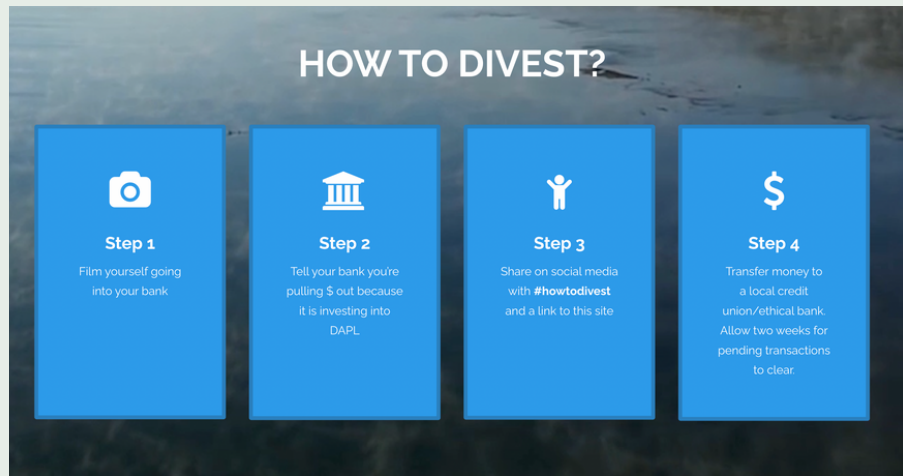 HOW TO DIVEST?
Step 1
Film yourself going
into your bank
Step 2
Tell your bank you're
pulling $ out because
it is investing into
DAPL
Step 3
Share on social media
with #howtodivest
and a link to this site
$
Step 4
Transfer money to
a local credit
union/ethical bank.
Allow two weeks for
pending transactions
to clear.